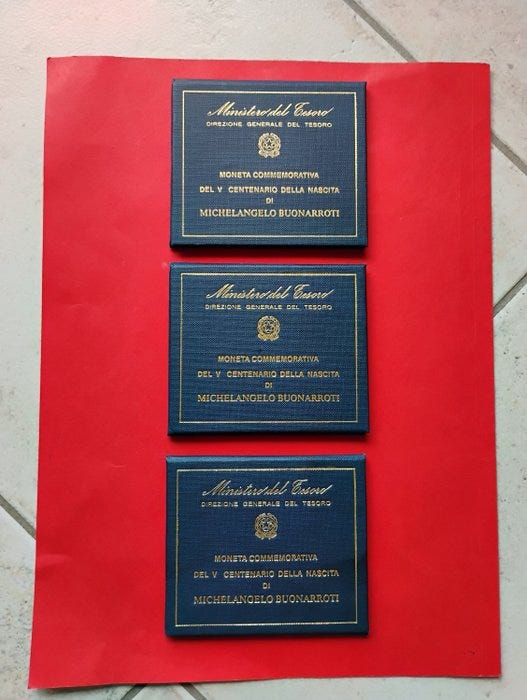 Ministero del Tesoro
DIREZIONE GENERALE DEL TESORO
MONETA COMMEMORATIVA
DEL V CENTENARIO DELLA NASCITA
DI
MICHELANGELO BUONARROTI
Ministero del Tesoro
DIREZIONE GENERALE DEL TESORO
MONETA COMMEMORATIVA
DEL V CENTENARIO DELLA NASCITA
DI
MICHELANGELO BUONARROTI
Ministero del Tesoro
DIREZIONE GENERALE DEL TESORO
MONETA COMMEMORATIVA
DEL V CENTENARIO DELLA NASCITA
DI
MICHELANGELO BUONARROTI